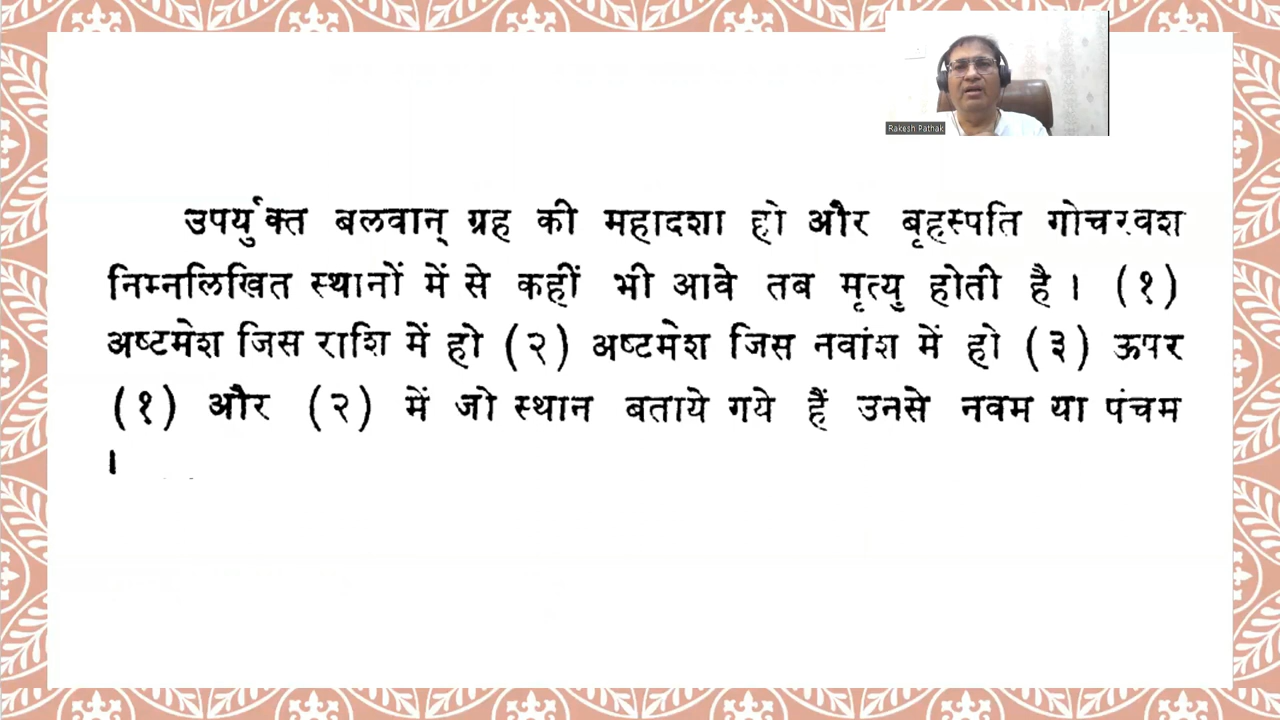 Rakesh Pathak
उपर्युक्त बलवान् ग्रह की महादशा हो और बृहस्पति गोचरवश
निम्नलिखित स्थानों में से कहीं भी आवे तब मृत्यु होती है । (१)
अष्टमेश जिस राशि में हो (२) अष्टमेश जिस नवांश में हो (३) ऊपर
(१) और (२) में जो स्थान बताये गये हैं उनसे नवम या पंचम
।